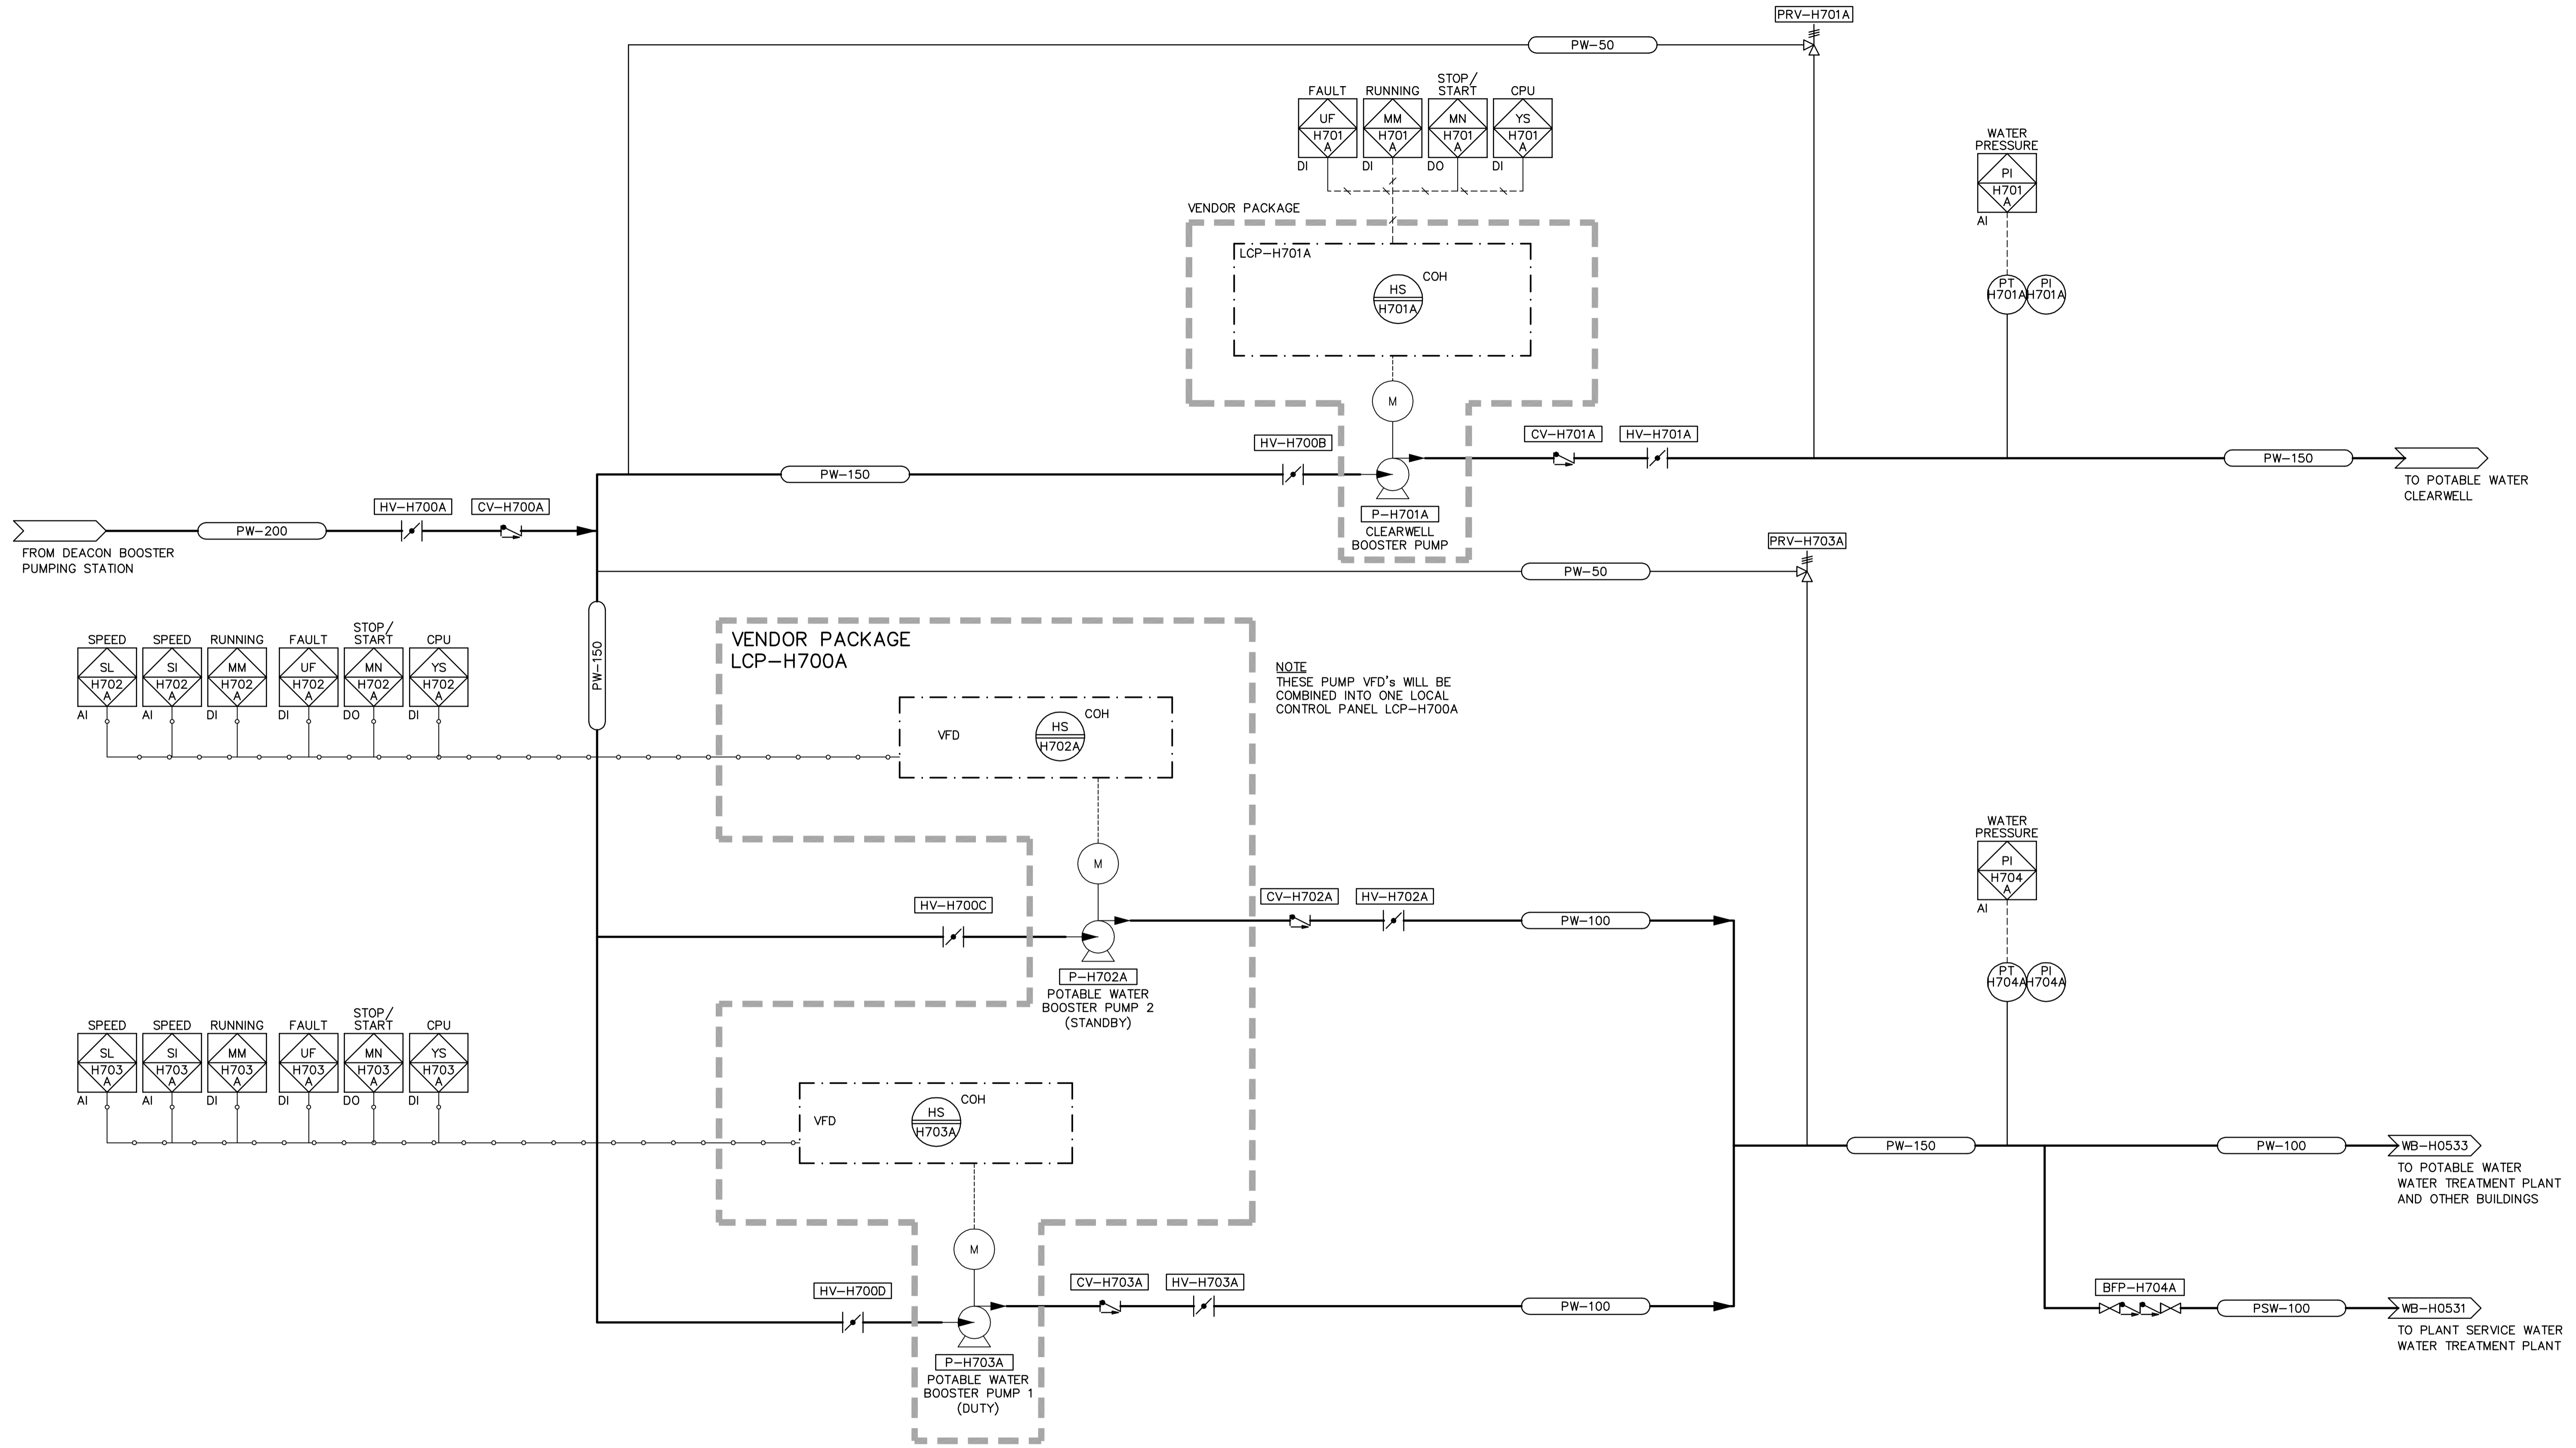 PRV-H701A
PW-50
FAULT
UF
H701
A
DI
RUNNING
MM
H701
A
DI
STOP/
START
MN
H701
A
DO
CPU
YS
H701
A
DI
WATER
PRESSURE
PI
H701
A
AI
PT
H701A
PI
H701A
VENDOR PACKAGE
LCP-H701A
COH
HS
H701A
M
HV-H700B
CV-H701A
HV-H701A
PW-150
PW-150
TO POTABLE WATER
CLEARWELL
P-H701A
CLEARWELL
BOOSTER PUMP
HV-H700A
CV-H700A
PW-200
FROM DEACON BOOSTER
PUMPING STATION
PRV-H703A
PW-50
PW-150
SPEED
SL
H702
A
AI
SPEED
SI
H702
A
AI
RUNNING
MM
H702
A
DI
FAULT
UF
H702
A
DI
STOP/
START
MN
H702
A
DO
CPU
YS
H702
A
DI
VENDOR PACKAGE
LCP-H700A
VFD
COH
HS
H702A
NOTE
THESE PUMP VFD's WILL BE
COMBINED INTO ONE LOCAL
CONTROL PANEL LCP-H700A
M
HV-H700C
CV-H702A
HV-H702A
PW-100
P-H702A
POTABLE WATER
BOOSTER PUMP 2
(STANDBY)
WATER
PRESSURE
PI
H704
A
AI
PT
H704A
PI
H704A
SPEED
SL
H703
A
AI
SPEED
SI
H703
A
AI
RUNNING
MM
H703
A
DI
FAULT
UF
H703
A
DI
STOP/
START
MN
H703
A
DO
CPU
YS
H703
A
DI
VFD
COH
HS
H703A
M
PW-150
PW-100
WB-H0533
TO POTABLE WATER
WATER TREATMENT PLANT
AND OTHER BUILDINGS
HV-H700D
CV-H703A
HV-H703A
PW-100
BFP-H704A
PSW-100
WB-H0531
TO PLANT SERVICE WATER
WATER TREATMENT PLANT
P-H703A
POTABLE WATER
BOOSTER PUMP 1
(DUTY)